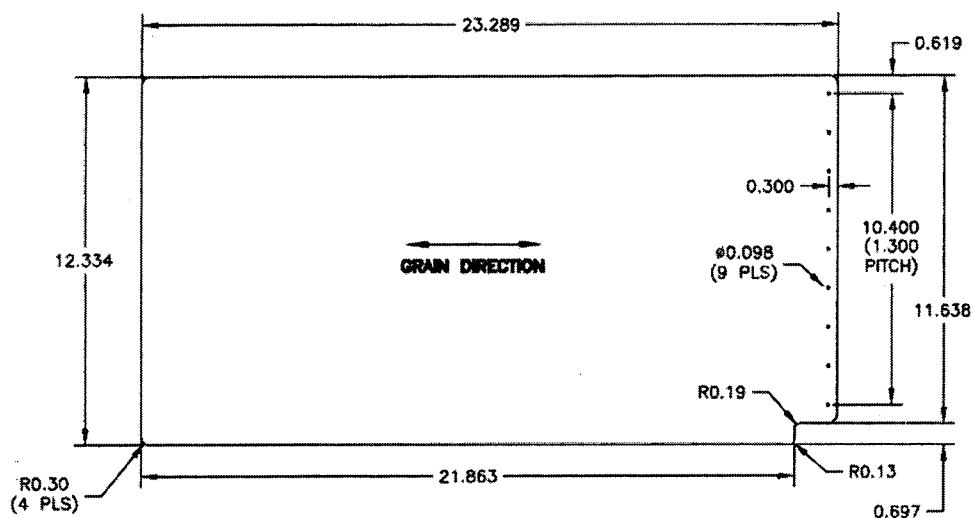 23.289
0.619
0.300
12.334
10.400
(1.300
PITCH)
GRAIN DIRECTION
ø0.098
(9 PLS)
11.638
R0.19
R0.30
(4 PLS)
21.863
R0.13
0.697